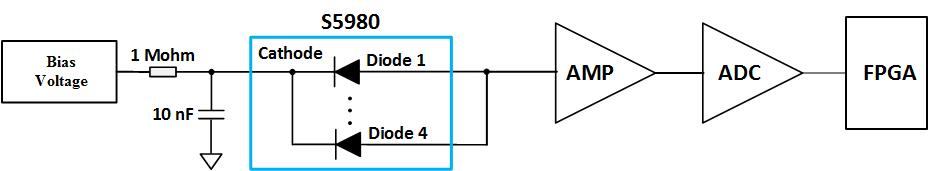 S5980
Bias
Voltage
1 Mohm
10 nF
Cathode
Diode 1
Diode 4
AMP
ADC
FPGA